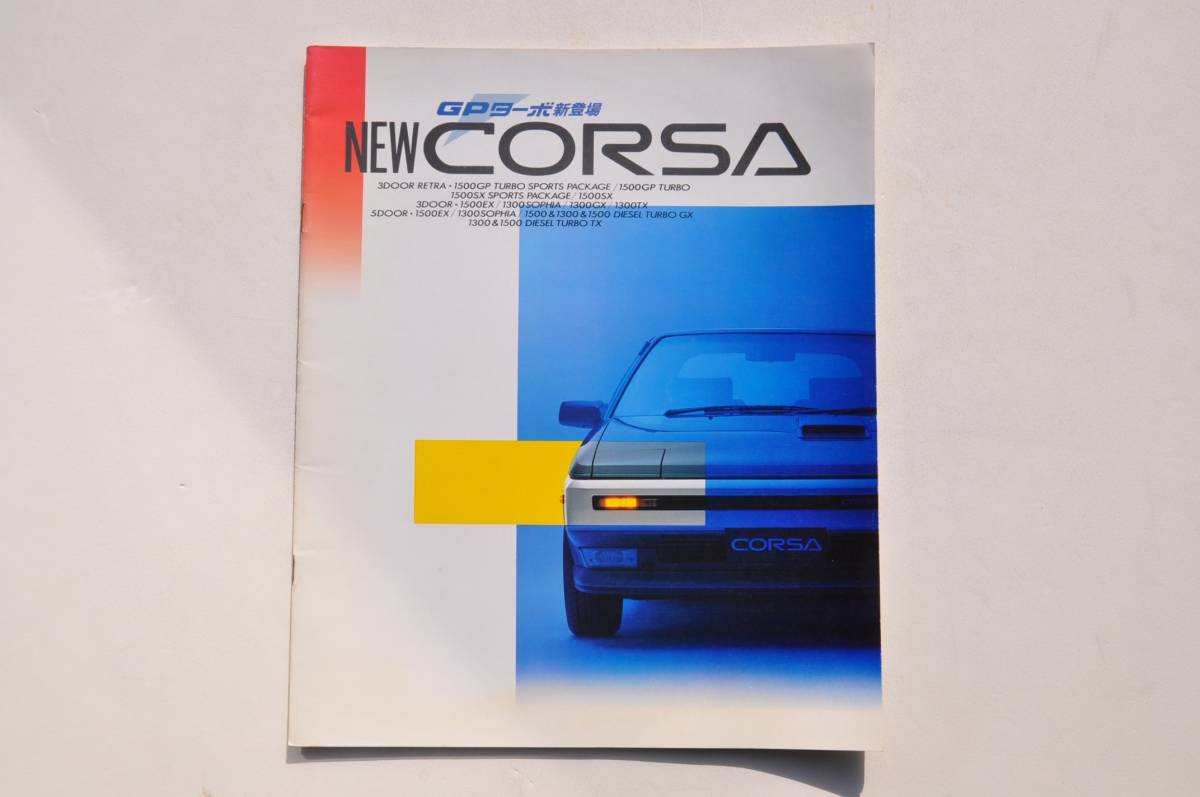 GPターボ新登場
NEW CORSA
3DOOR RETRA・1500GP TURBO SPORTS PACKAGE/1500GP TURBO
1500SX SPORTS PACKAGE/1500SX
3DOOR・1500EX/1300SOPHIA/1300GX/1300TX
5DOOR・1500EX/1300SOPHIA/1500&1300&1500 DIESEL TURBO GX
1300&1500 DIESEL TURBO TX
CORSA